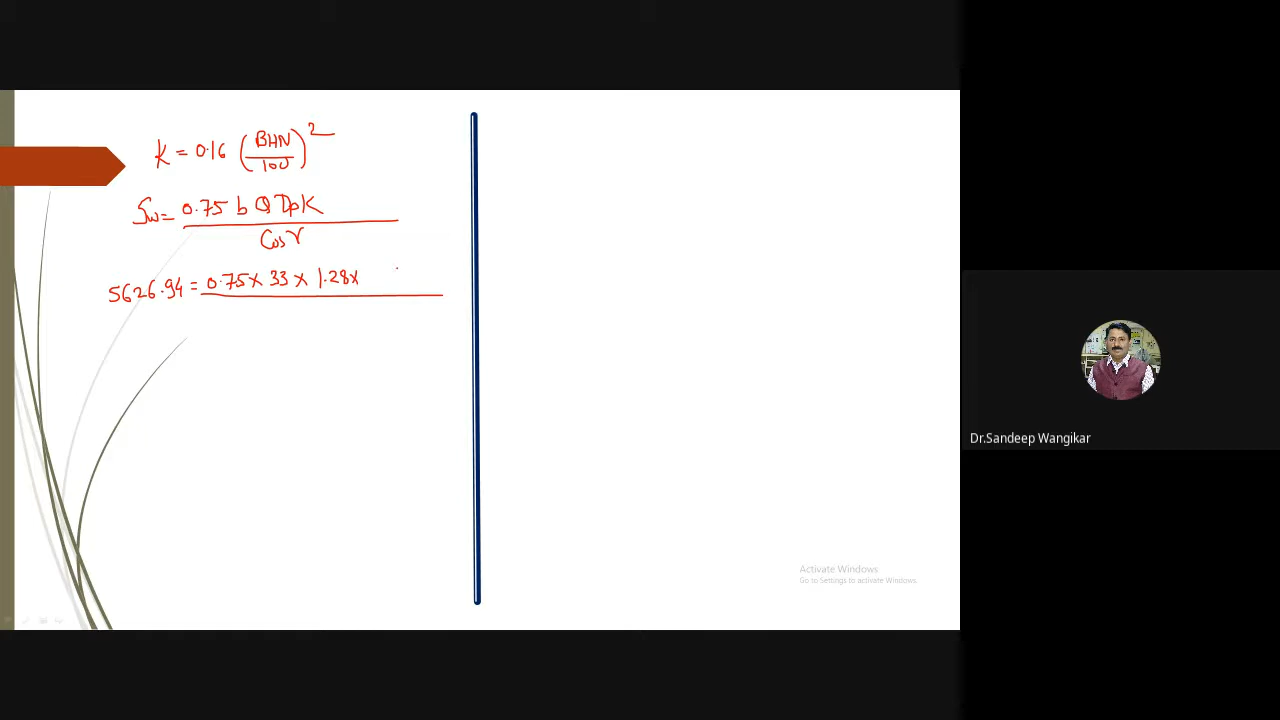 K = 0.16 (BHN/100)²
Sw = 0.75 b Q Dp K / Cos γ
5626.94 = 0.75 x 33 x 1.28 x
Dr.Sandeep Wangikar
Activate Windows
Go to Settings to activate Windows.